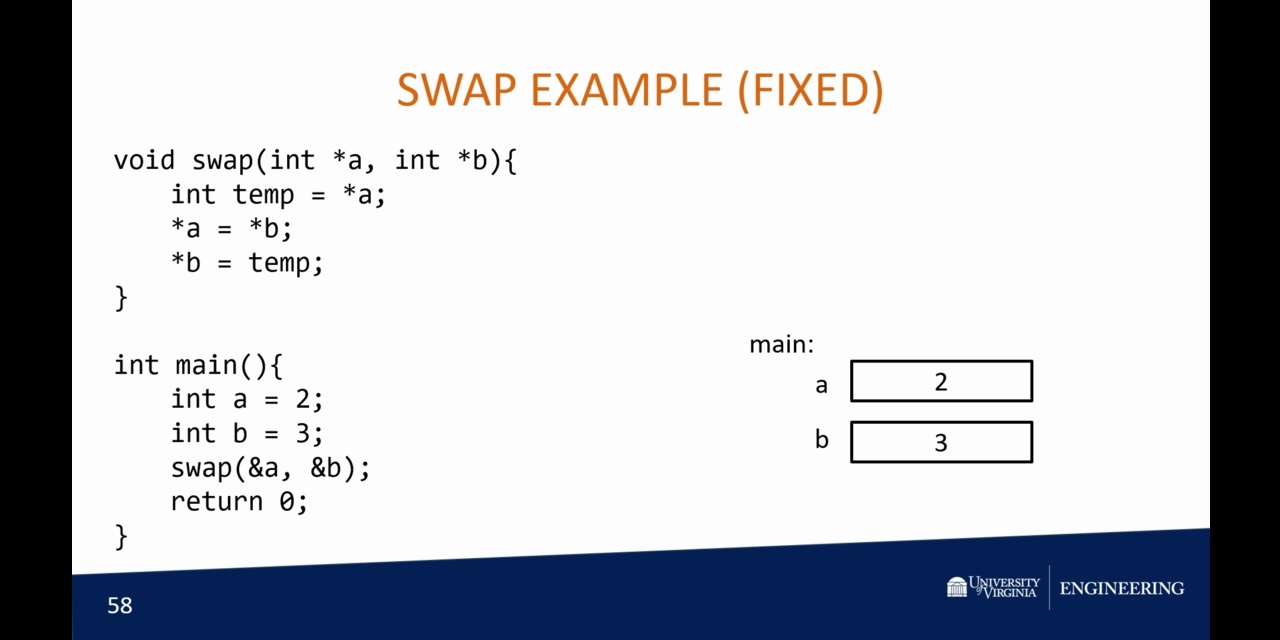 SWAP EXAMPLE (FIXED)
void swap(int *a, int *b){
int temp = *a;
*a = *b;
*b = temp;
}
int main(){
int a = 2;
int b = 3;
swap(&a, &b);
return 0;
}
main:
a 2
b 3
58
UNIVERSITY of VIRGINIA ENGINEERING